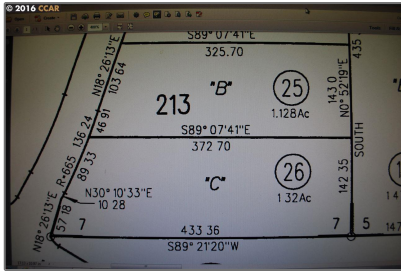 © 2016 CCAR
S89° 07'41"E
325.70
435.
N18° 26'13"E
103 64
"B"
25
1.128Ac
143.0
N0° 52'19"E
213
46 91
S89° 07'41"E
372 70
SOUTH
136 24
R=665
89 33
"C"
26
1 32Ac
142 35
N30° 10'33"E
10 28
N18° 26'13"E
57 18
7
433 36
7
5
147
S89° 21'20"W